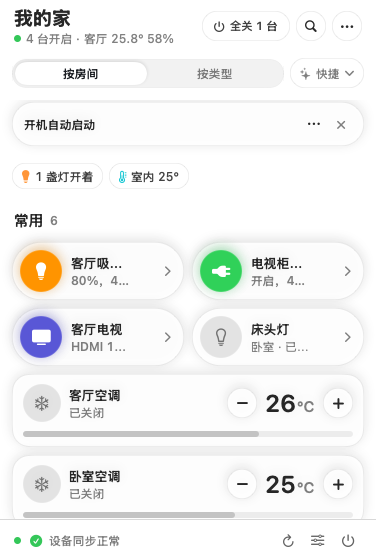 我的家
4 台开启 · 客厅 25.8° 58%
全关 1 台
按房间
按类型
快捷
开机自动启动
1 盏灯开着
室内 25°
常用 6
客厅吸...
80%，4...
电视柜...
开启，4...
客厅电视
HDMI 1...
床头灯
卧室 · 已...
客厅空调
已关闭
26°C
卧室空调
已关闭
25°C
设备同步正常